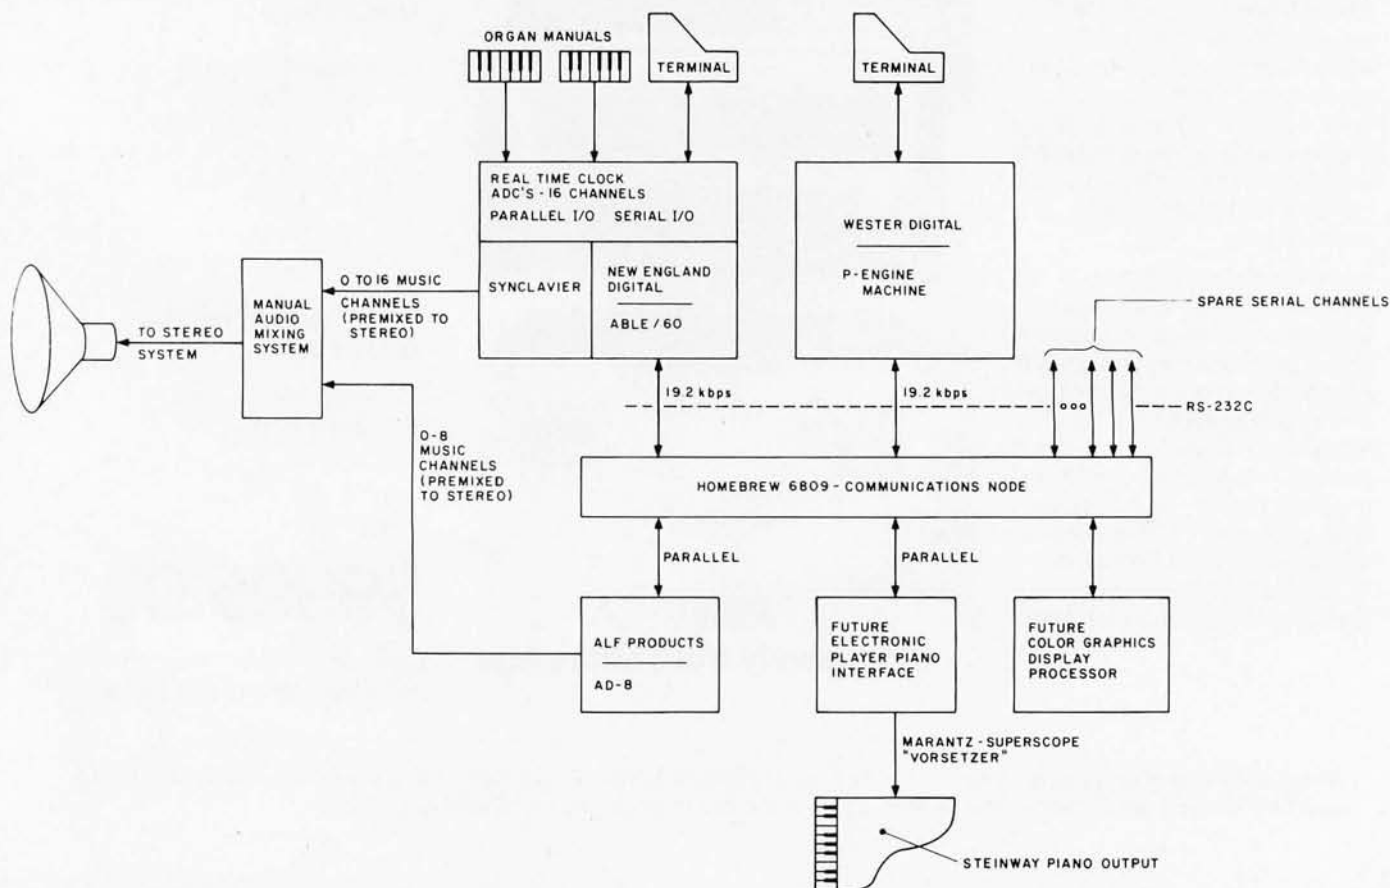 ORGAN MANUALS
TERMINAL
TERMINAL
REAL TIME CLOCK
ADC'S - 16 CHANNELS
PARALLEL I/O SERIAL I/O
SYNCLAVIER
NEW ENGLAND
DIGITAL
ABLE / 60
WESTER DIGITAL
P-ENGINE
MACHINE
0 TO 16 MUSIC
CHANNELS
(PREMIXED TO
STEREO)
MANUAL
AUDIO
MIXING
SYSTEM
TO STEREO
SYSTEM
SPARE SERIAL CHANNELS
19.2 kbps
19.2 kbps
RS-232C
0-8
MUSIC
CHANNELS
(PREMIXED
TO STEREO)
HOMEBREW 6809 - COMMUNICATIONS NODE
PARALLEL
PARALLEL
ALF PRODUCTS
AD-8
FUTURE
ELECTRONIC
PLAYER PIANO
INTERFACE
FUTURE
COLOR GRAPHICS
DISPLAY
PROCESSOR
MARANTZ - SUPERSCOPE
"VORSETZER"
STEINWAY PIANO OUTPUT